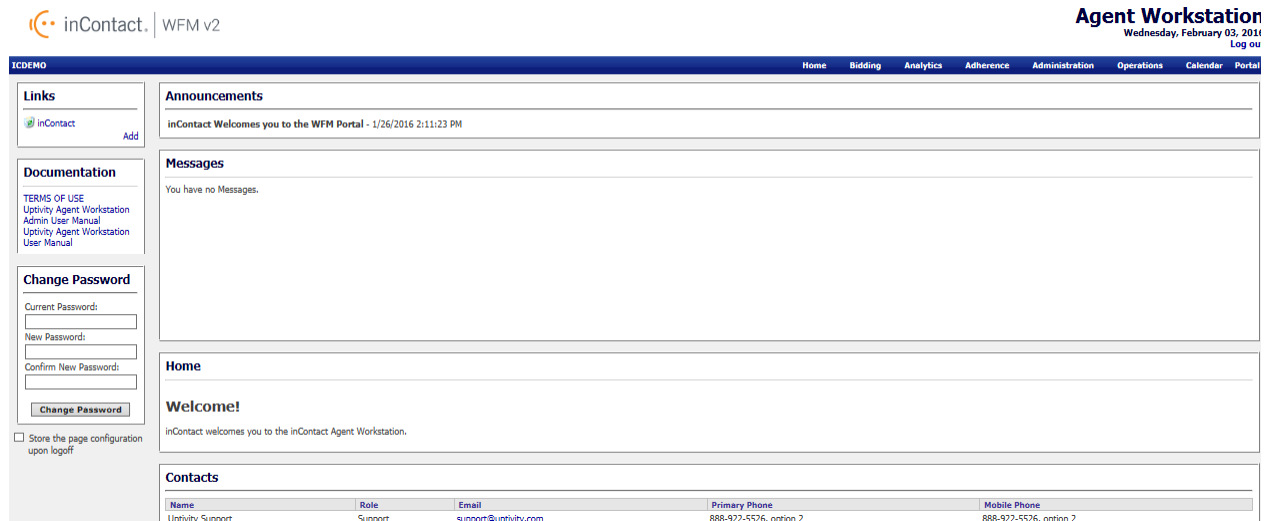 inContact. WFM v2
Agent Workstation
Wednesday, February 03, 2016
Log ou
ICDEMO Home Bidding Analytics Adherence Administration Operations Calendar Portal
Links
inContact
Add
Documentation
TERMS OF USE
Uptivity Agent Workstation
Admin User Manual
Uptivity Agent Workstation
User Manual
Change Password
Current Password:
New Password:
Confirm New Password:
Change Password
Store the page configuration
upon logoff
Announcements
inContact Welcomes you to the WFM Portal - 1/26/2016 2:11:23 PM
Messages
You have no Messages.
Home
Welcome!
inContact welcomes you to the inContact Agent Workstation.
Contacts
Name Role Email Primary Phone Mobile Phone
Uptivity Support Support support@uptivity.com 888-922-5526, option 2 888-922-5526, option 2